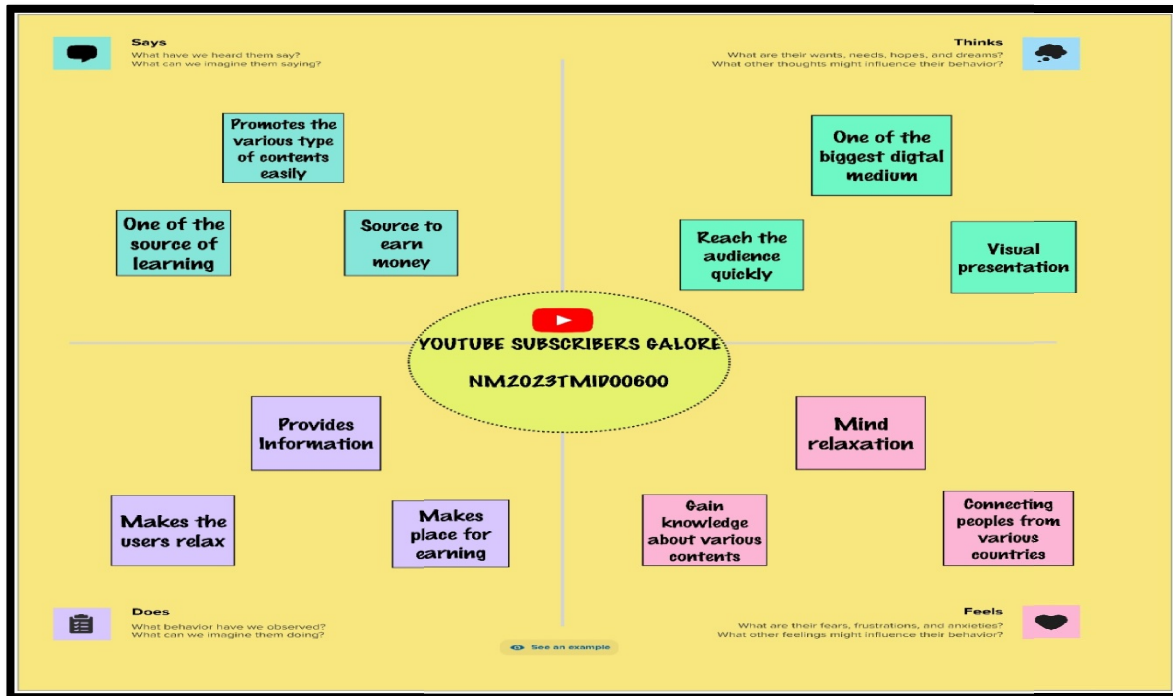 Says
What have we heard them say?
What can we imagine them saying?
Thinks
What are their wants, needs, hopes, and dreams?
What other thoughts might influence their behavior?
Promotes the
various type
of contents
easily
One of the
source of
learning
Source to
earn
money
One of the
biggest digtal
medium
Reach the
audience
quickly
Visual
presentation
YOUTUBE SUBSCRIBERS GALORE
NM2023TMID00600
Provides
Information
Makes the
users relax
Makes
place for
earning
Mind
relaxation
Gain
knowledge
about various
contents
Connecting
peoples from
various
countries
Does
What behavior have we observed?
What can we imagine them doing?
Feels
What are their fears, frustrations, and anxieties?
What other feelings might influence their behavior?
See an example